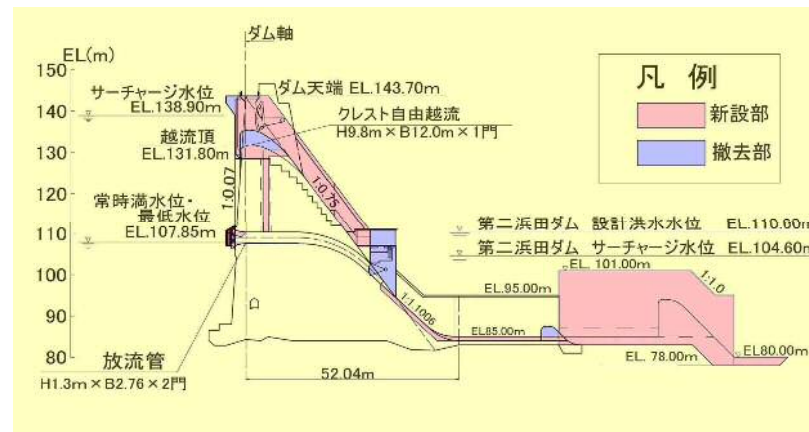 ダム軸
EL(m)
150
140
130
120
110
100
90
80
サーチャージ水位
EL.138.90m
ダム天端 EL.143.70m
クレスト自由越流
H9.8m×B12.0m×1門
越流頂
EL.131.80m
1:0.07
1:0.75
常時満水位・
最低水位
EL.107.85m
凡 例
新設部
撤去部
第二浜田ダム 設計洪水水位 EL.110.00m
第二浜田ダム サーチャージ水位 EL.104.60m
EL. 101.00m
1:1.0
EL.95.00m
1:1.1006
EL85.00m
EL. 78.00m
EL80.00m
放流管
H1.3m×B2.76×2門
52.04m